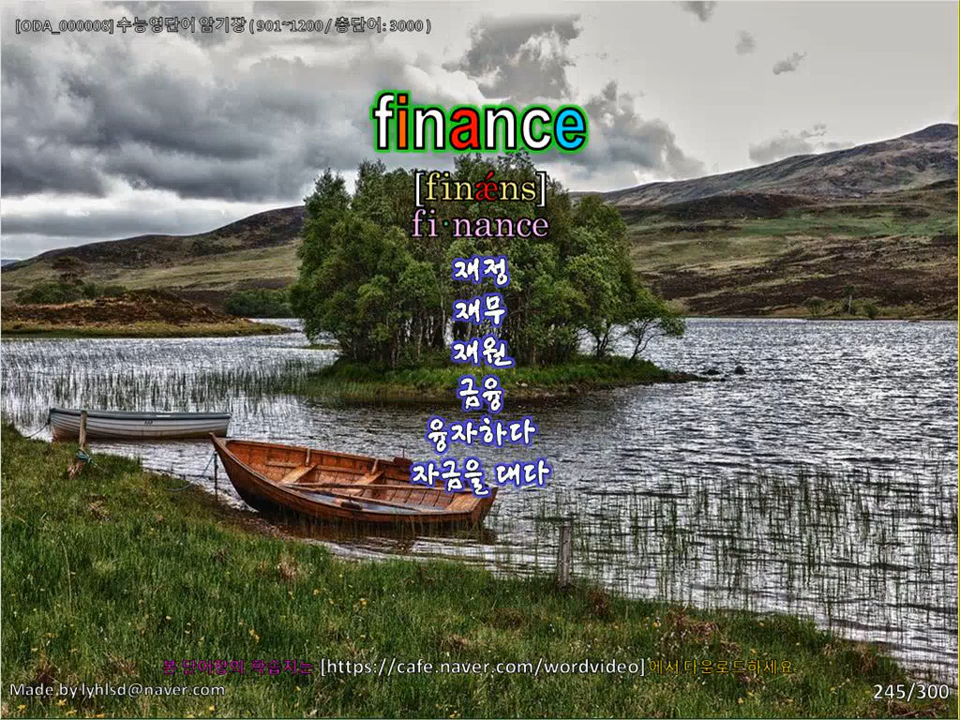 [ODA_000008] 수능영단어 암기장 ( 901~1200 / 총단어: 3000 )
finance
[finǽns]
fi·nance
재정
재무
재원
금융
융자하다
자금을 대다
본 단어장의 학습지는 [https://cafe.naver.com/wordvideo] 에서 다운로드하세요
Made by lyhlsd@naver.com
245/300